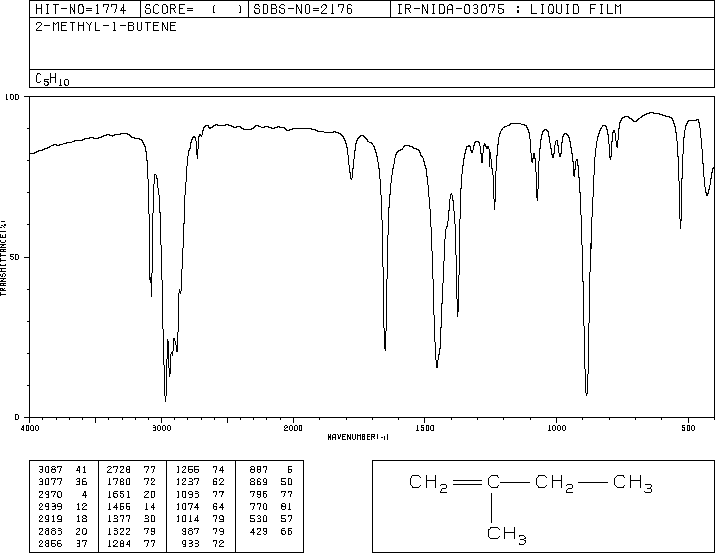 HIT-NO=1774 SCORE= ( ) SDBS-NO=2176 IR-NIDA-03075 : LIQUID FILM
2-METHYL-1-BUTENE
C5H10
100
50
0
TRANSMITTANCE(%)
4000 3000 2000 1500 1000 500
WAVENUMBER(-1)
3087 41 2728 77 1266 74 887 5
3077 36 1780 72 1237 62 869 50
2970 4 1651 20 1093 77 796 77
2939 12 1456 14 1074 64 770 81
2919 18 1377 30 1014 79 530 57
2883 20 1322 79 987 79 429 66
2866 37 1284 77 933 72
CH2 C CH2 CH3
CH3